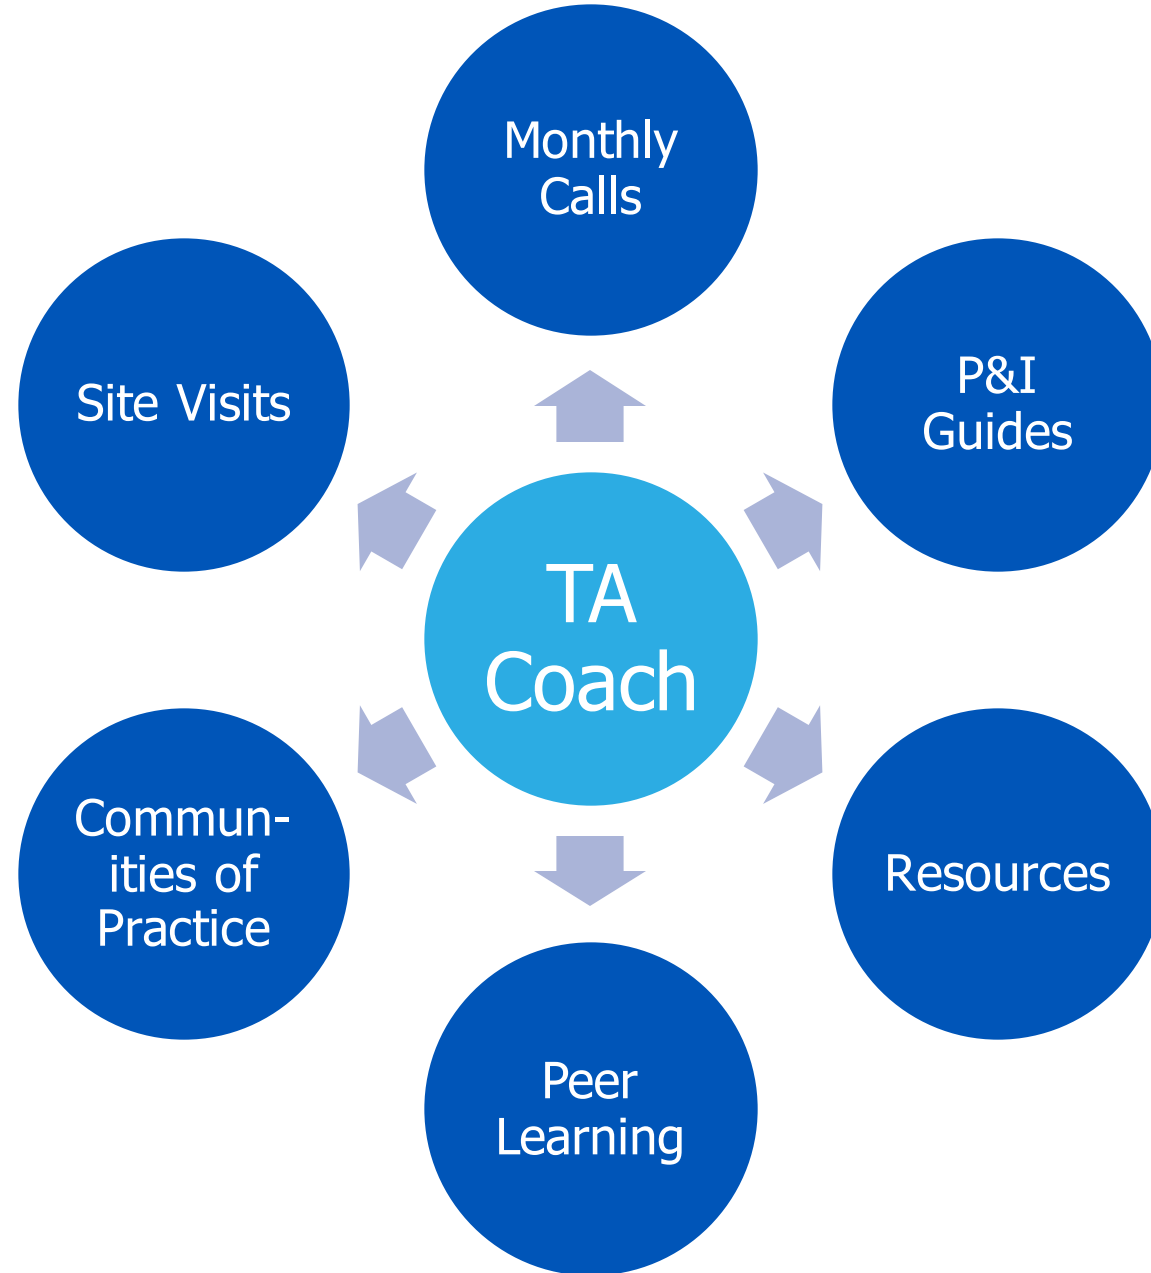 Monthly
Calls
P&I
Guides
Resources
Peer
Learning
Commun-
ities of
Practice
Site Visits
TA
Coach